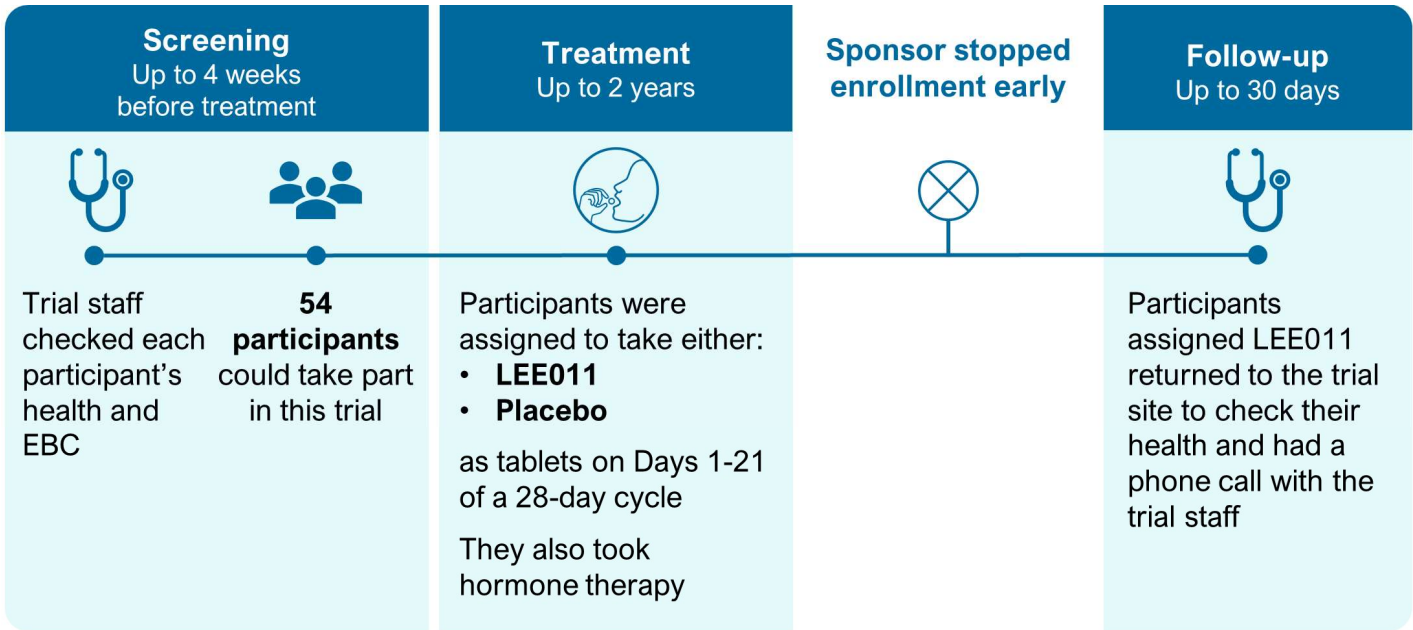 Screening
Up to 4 weeks
before treatment
Trial staff
checked each
participant's
health and
EBC
54
participants
could take part
in this trial
Treatment
Up to 2 years
Participants were
assigned to take either:
• LEE011
• Placebo
as tablets on Days 1-21
of a 28-day cycle
They also took
hormone therapy
Sponsor stopped
enrollment early
Follow-up
Up to 30 days
Participants
assigned LEE011
returned to the trial
site to check their
health and had a
phone call with the
trial staff